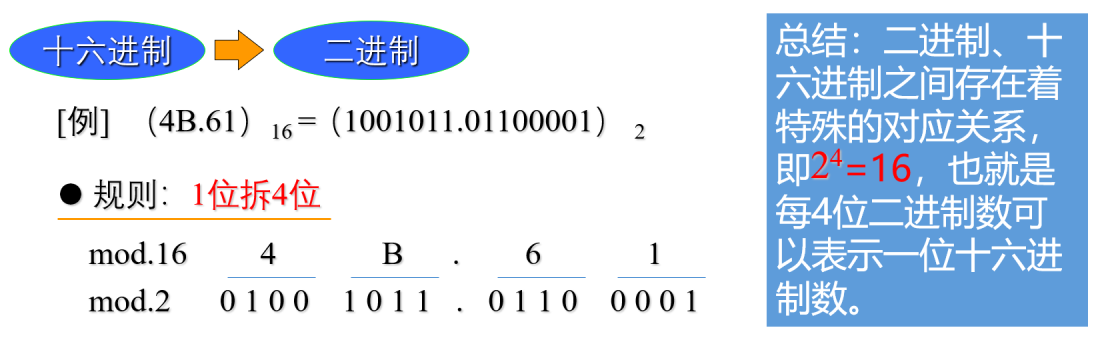 十六进制 二进制
[例] （4B.61）16 =（1001011.01100001）2
● 规则：1位拆4位
mod.16 4 B . 6 1
mod.2 0 1 0 0 1 0 1 1 . 0 1 1 0 0 0 0 1
总结：二进制、十
六进制之间存在着
特殊的对应关系，
即2⁴=16，也就是
每4位二进制数可
以表示一位十六进
制数。